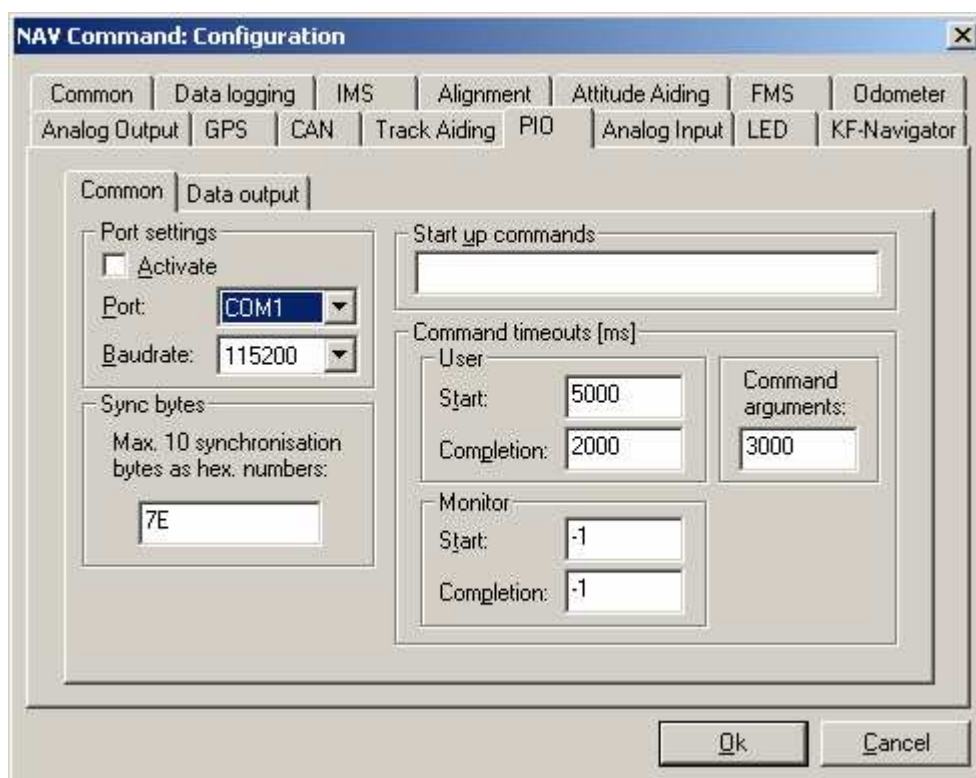 NAV Command: Configuration
Common Data logging IMS Alignment Attitude Aiding FMS Odometer
Analog Output GPS CAN Track Aiding PIO Analog Input LED KF-Navigator
Common Data output
Port settings
Activate
Port: COM1
Baudrate: 115200
Sync bytes
Max. 10 synchronisation
bytes as hex. numbers:
7E
Start up commands
Command timeouts [ms]
User
Start: 5000
Completion: 2000
Command
arguments:
3000
Monitor
Start: -1
Completion: -1
Ok Cancel